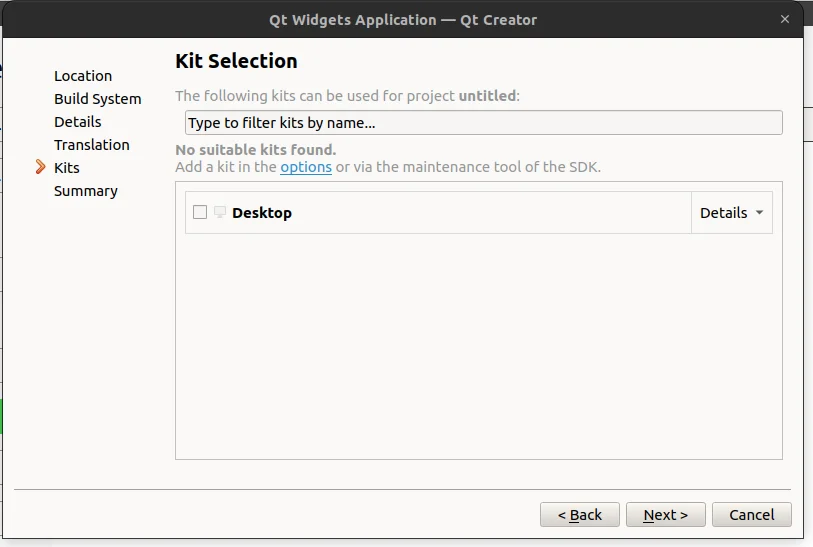 Qt Widgets Application — Qt Creator
Location
Build System
Details
Translation
Kits
Summary
Kit Selection
The following kits can be used for project untitled:
Type to filter kits by name...
No suitable kits found.
Add a kit in the options or via the maintenance tool of the SDK.
Desktop
Details
< Back
Next >
Cancel